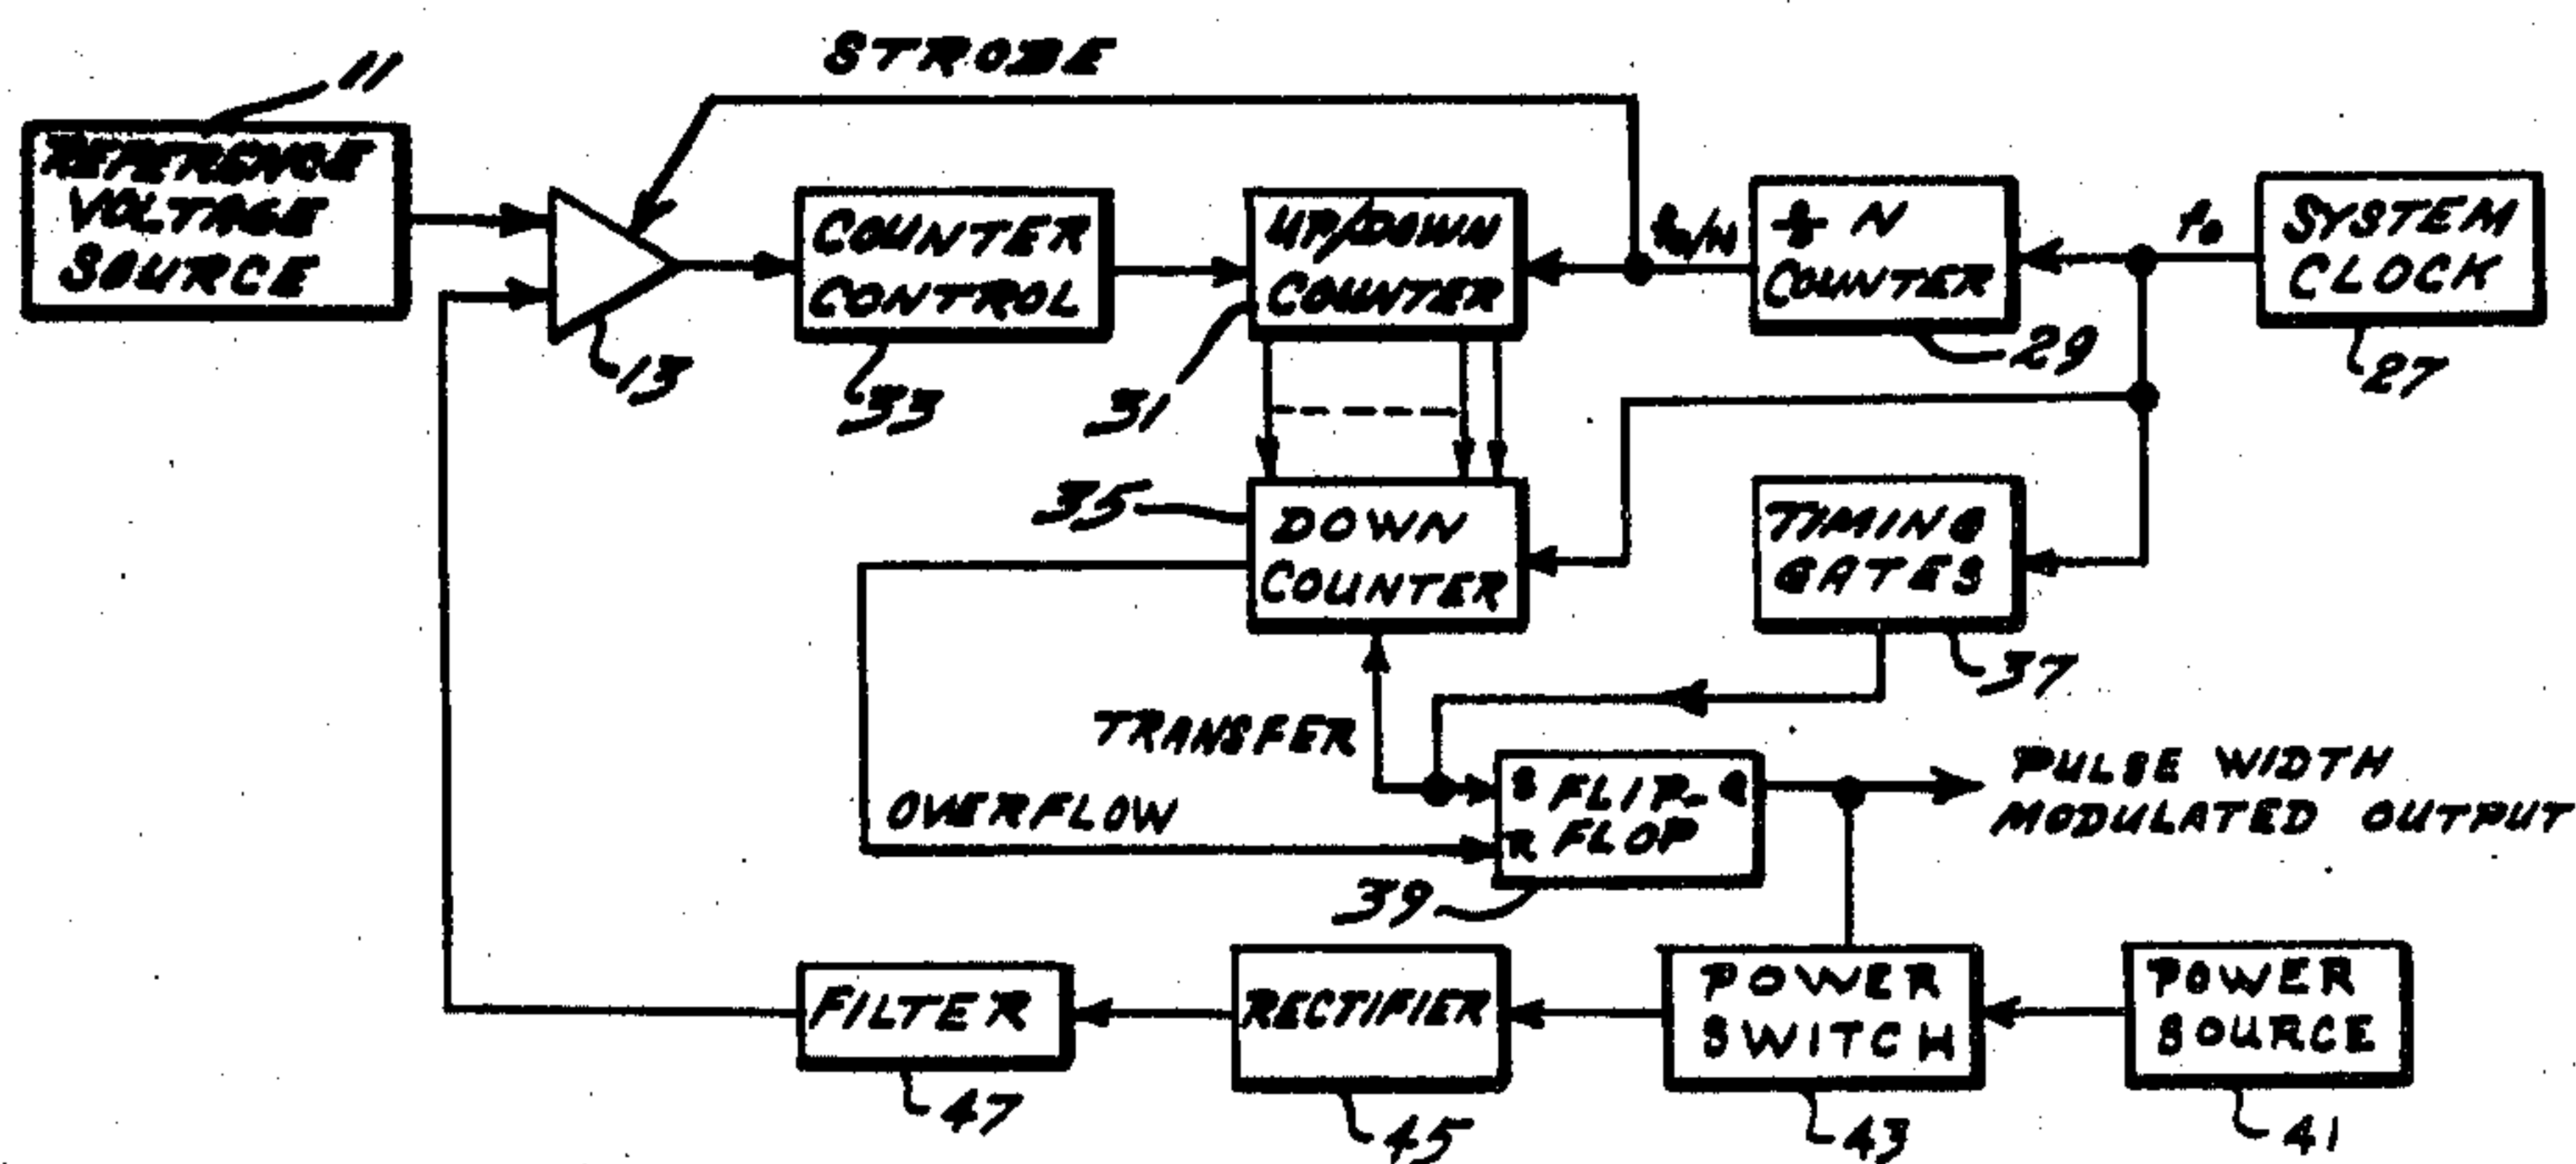 STROBE
11
REFERENCE
VOLTAGE
SOURCE
13
COUNTER
CONTROL
33
UP/DOWN
COUNTER
31
f₀/N
÷ N
COUNTER
29
f₀
SYSTEM
CLOCK
27
35
DOWN
COUNTER
TIMING
GATES
37
TRANSFER
OVERFLOW
S FLIP- Q
R FLOP
39
PULSE WIDTH
MODULATED OUTPUT
FILTER
47
RECTIFIER
45
POWER
SWITCH
43
POWER
SOURCE
41